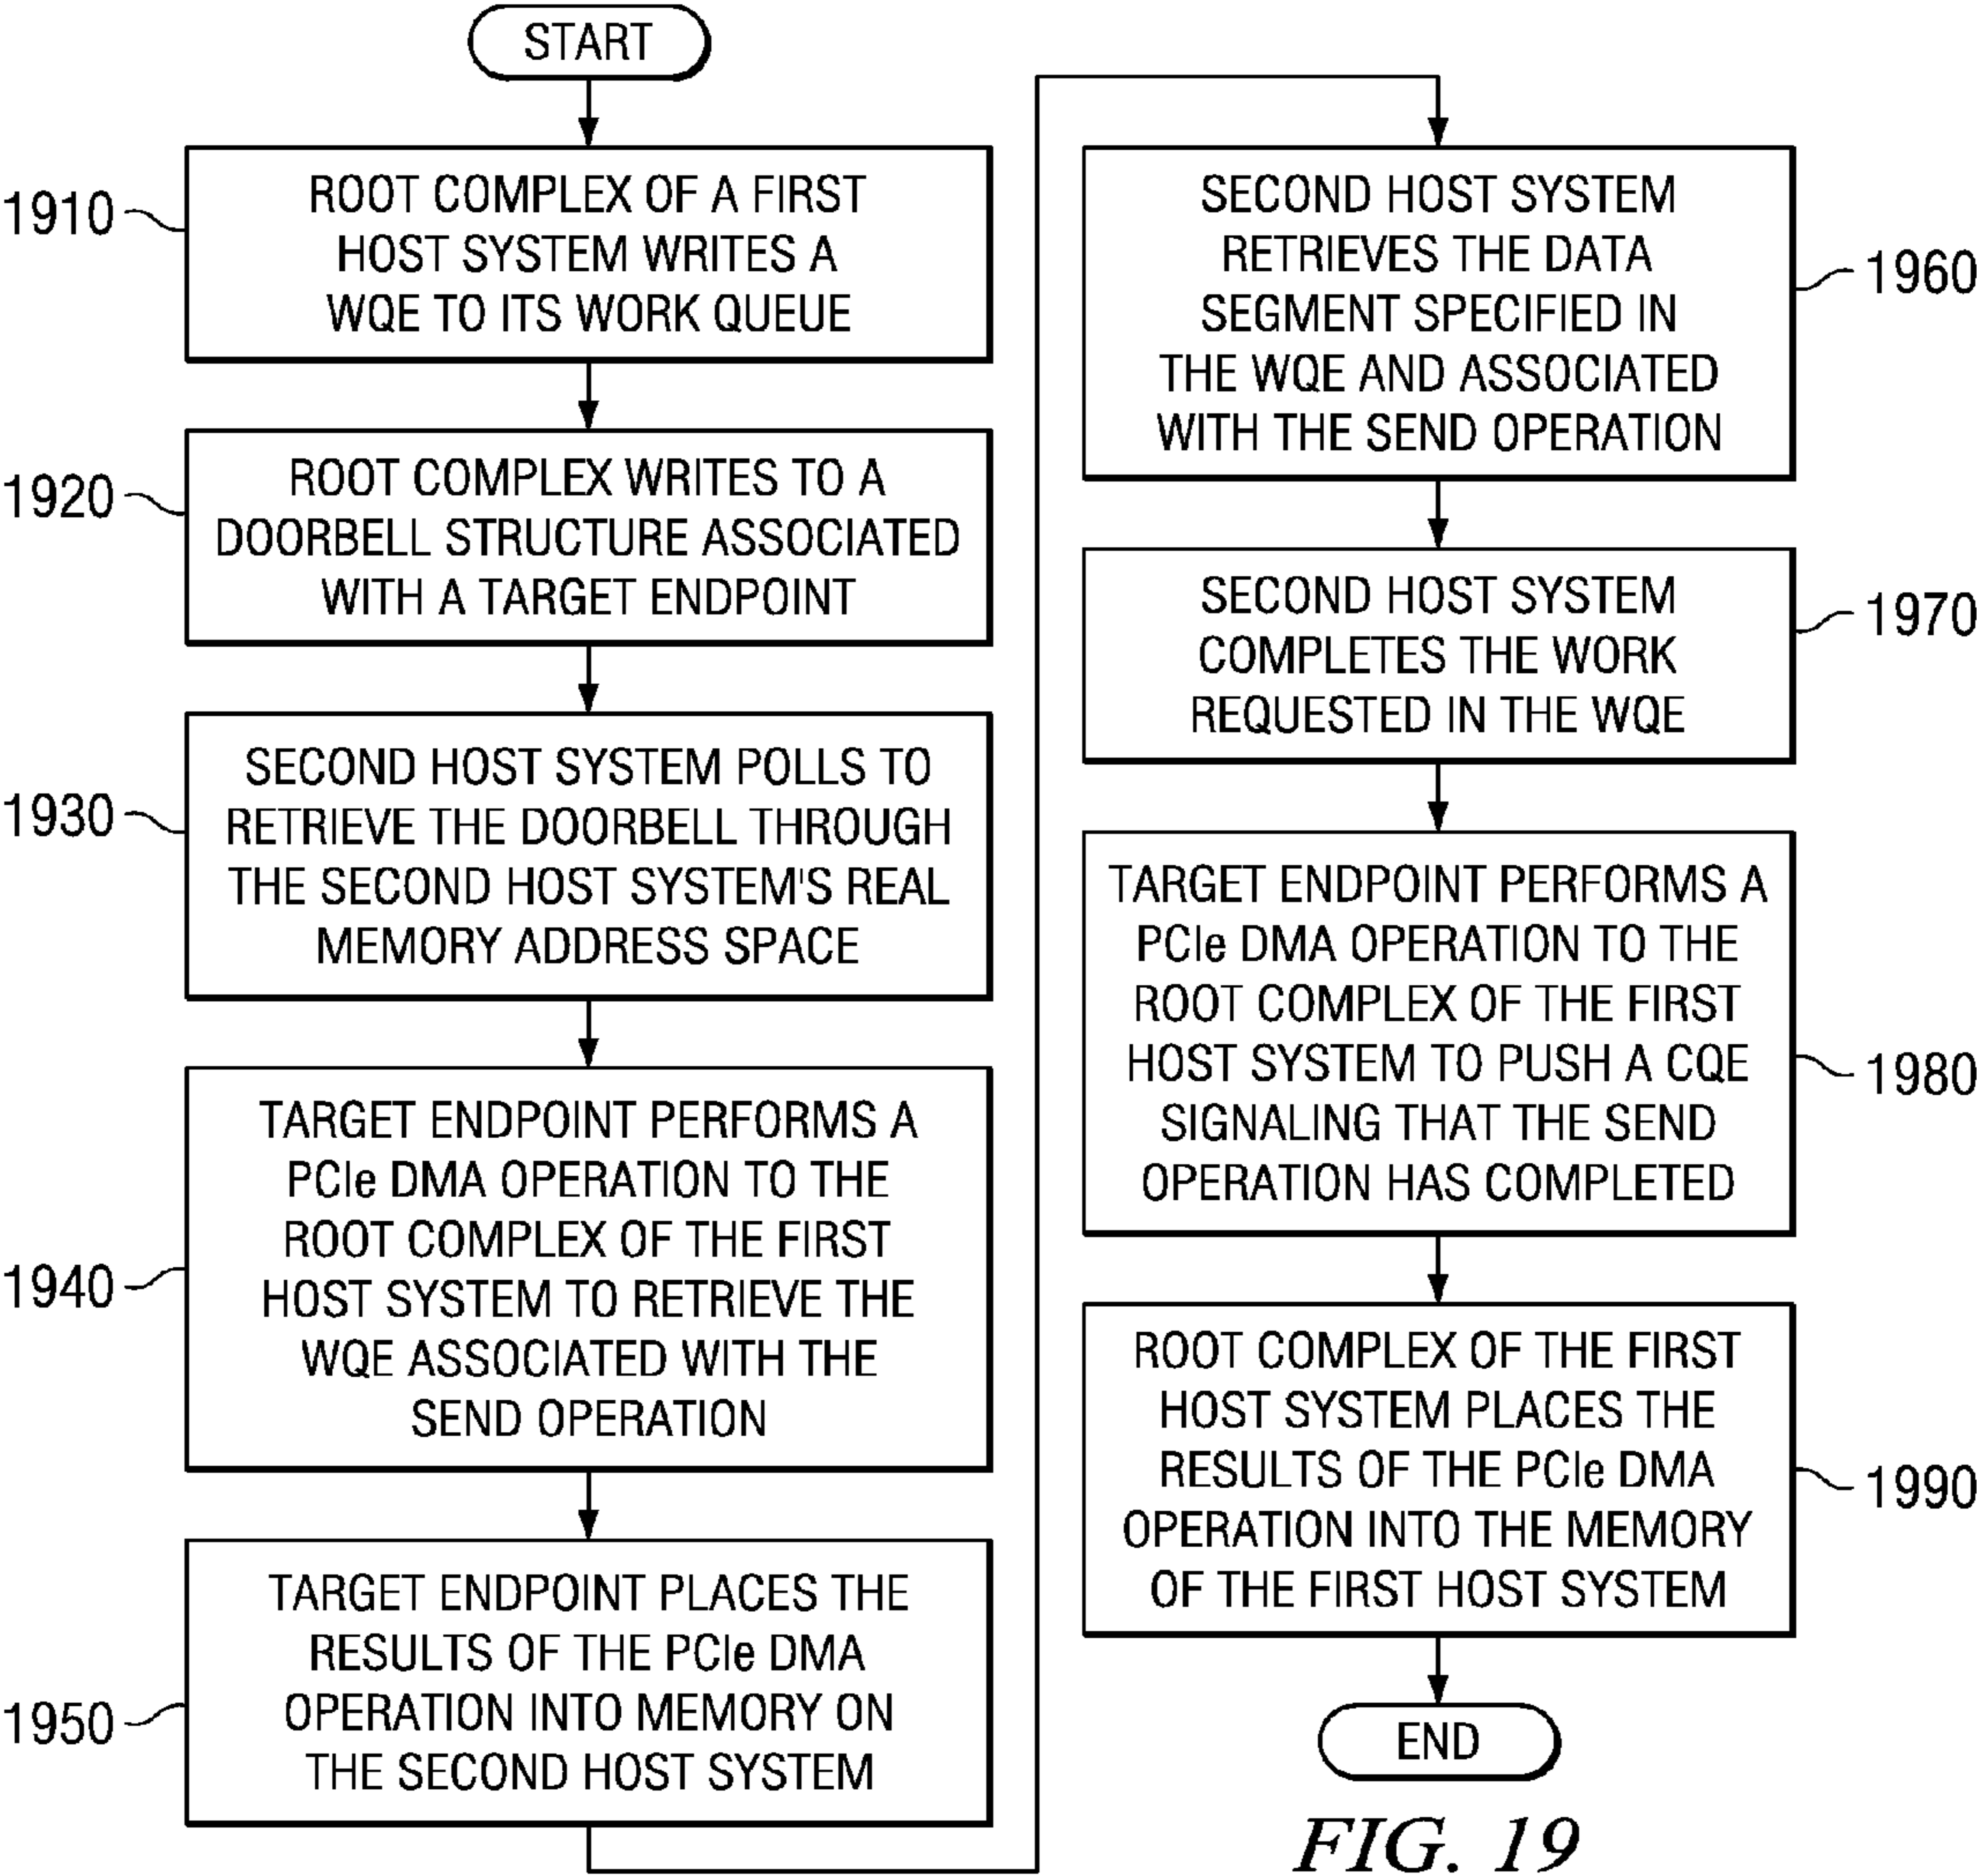 START
1910
ROOT COMPLEX OF A FIRST
HOST SYSTEM WRITES A
WQE TO ITS WORK QUEUE
1920
ROOT COMPLEX WRITES TO A
DOORBELL STRUCTURE ASSOCIATED
WITH A TARGET ENDPOINT
1930
SECOND HOST SYSTEM POLLS TO
RETRIEVE THE DOORBELL THROUGH
THE SECOND HOST SYSTEM'S REAL
MEMORY ADDRESS SPACE
1940
TARGET ENDPOINT PERFORMS A
PCIe DMA OPERATION TO THE
ROOT COMPLEX OF THE FIRST
HOST SYSTEM TO RETRIEVE THE
WQE ASSOCIATED WITH THE
SEND OPERATION
1950
TARGET ENDPOINT PLACES THE
RESULTS OF THE PCIe DMA
OPERATION INTO MEMORY ON
THE SECOND HOST SYSTEM
SECOND HOST SYSTEM
RETRIEVES THE DATA
SEGMENT SPECIFIED IN
THE WQE AND ASSOCIATED
WITH THE SEND OPERATION
1960
SECOND HOST SYSTEM
COMPLETES THE WORK
REQUESTED IN THE WQE
1970
TARGET ENDPOINT PERFORMS A
PCIe DMA OPERATION TO THE
ROOT COMPLEX OF THE FIRST
HOST SYSTEM TO PUSH A CQE
SIGNALING THAT THE SEND
OPERATION HAS COMPLETED
1980
ROOT COMPLEX OF THE FIRST
HOST SYSTEM PLACES THE
RESULTS OF THE PCIe DMA
OPERATION INTO THE MEMORY
OF THE FIRST HOST SYSTEM
1990
END
FIG. 19